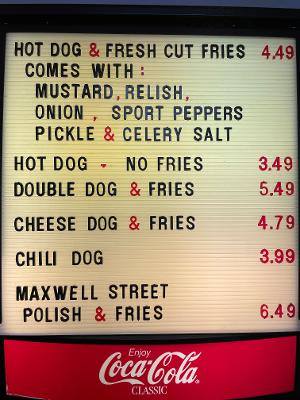 HOT DOG & FRESH CUT FRIES 4.49
COMES WITH:
MUSTARD, RELISH,
ONION, SPORT PEPPERS
PICKLE & CELERY SALT
HOT DOG - NO FRIES 3.49
DOUBLE DOG & FRIES 5.49
CHEESE DOG & FRIES 4.79
CHILI DOG 3.99
MAXWELL STREET
POLISH & FRIES 6.49
Enjoy
Coca-Cola
CLASSIC